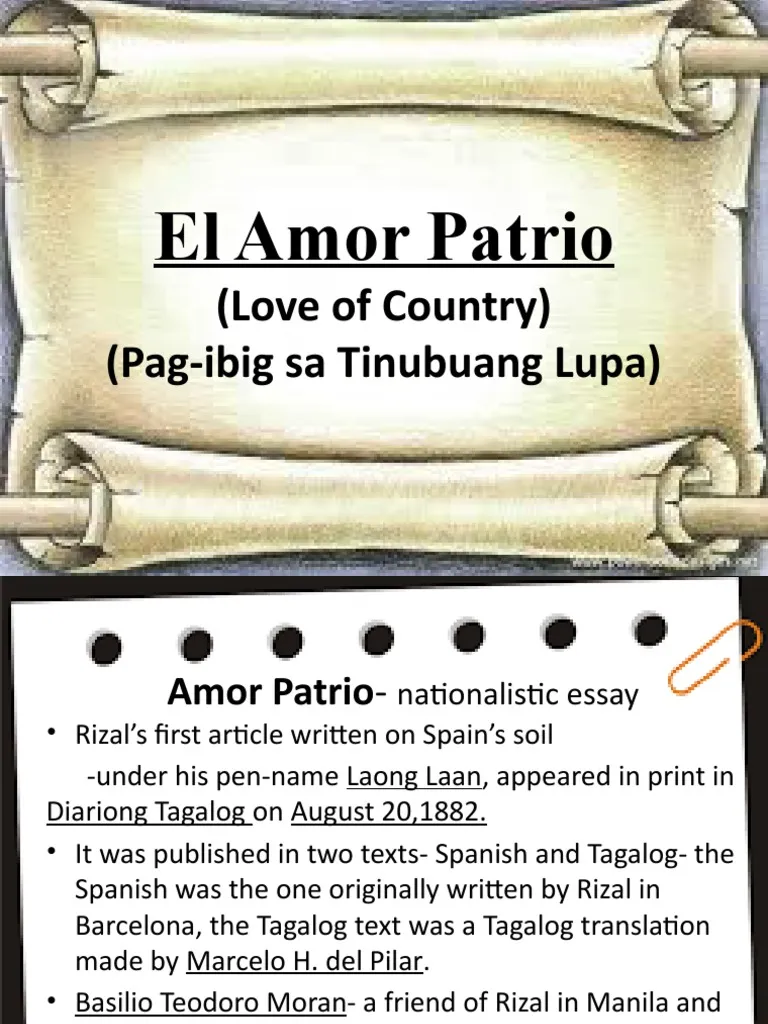 El Amor Patrio
(Love of Country)
(Pag-ibig sa Tinubuang Lupa)
Amor Patrio- nationalistic essay
• Rizal’s first article written on Spain’s soil
-under his pen-name Laong Laan, appeared in print in
Diariong Tagalog on August 20,1882.
• It was published in two texts- Spanish and Tagalog- the
Spanish was the one originally written by Rizal in
Barcelona, the Tagalog text was a Tagalog translation
made by Marcelo H. del Pilar.
• Basilio Teodoro Moran- a friend of Rizal in Manila and